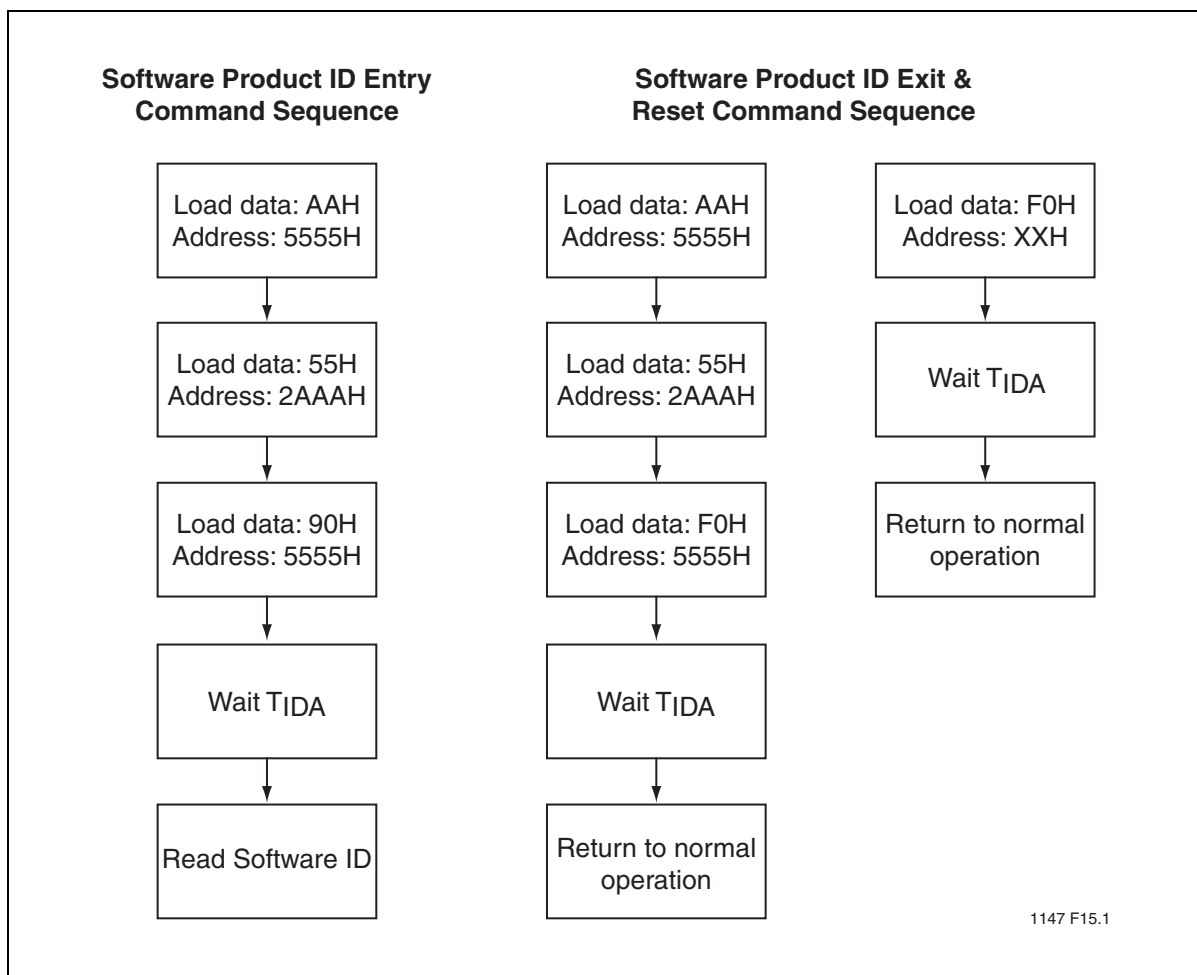 Software Product ID Entry
Command Sequence
Load data: AAH
Address: 5555H
Load data: 55H
Address: 2AAAH
Load data: 90H
Address: 5555H
Wait TIDA
Read Software ID
Software Product ID Exit &
Reset Command Sequence
Load data: AAH
Address: 5555H
Load data: 55H
Address: 2AAAH
Load data: F0H
Address: 5555H
Wait TIDA
Return to normal
operation
Load data: F0H
Address: XXH
Wait TIDA
Return to normal
operation
1147 F15.1